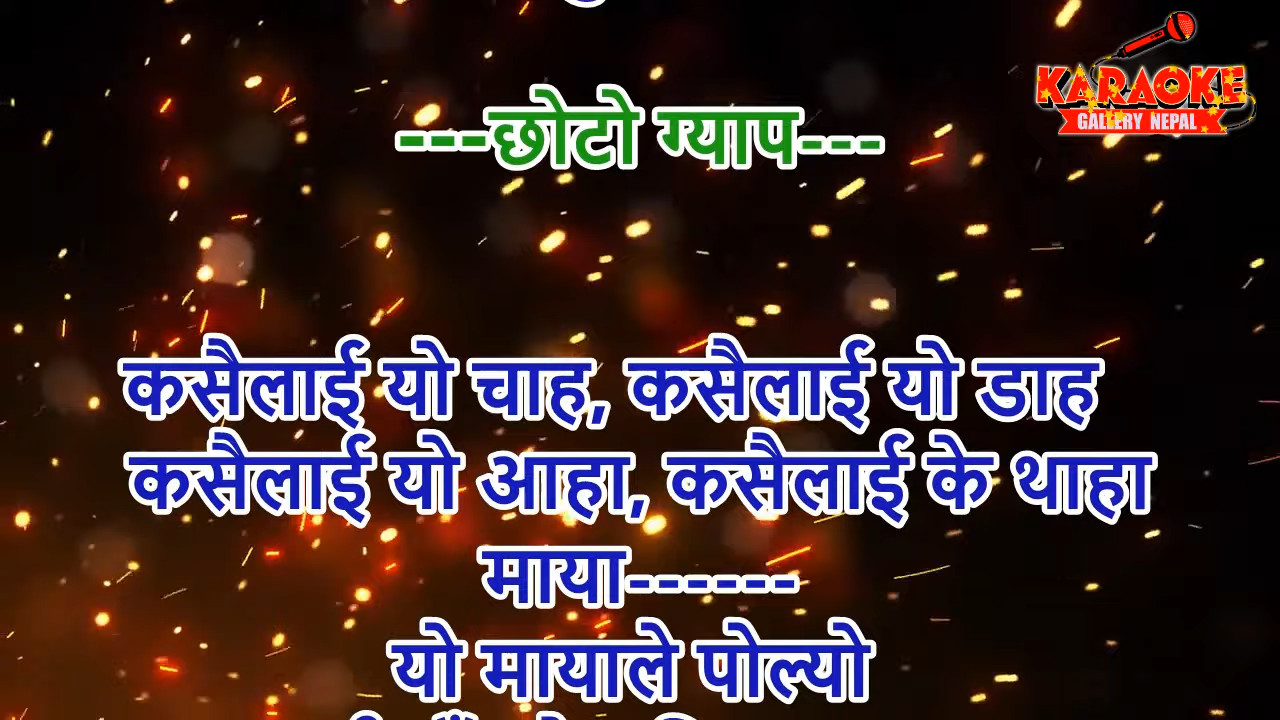 KARAOKE
GALLERY NEPAL
---छोटो ग्याप---
कसैलाई यो चाह, कसैलाई यो डाह
कसैलाई यो आहा, कसैलाई के थाहा
माया------
यो मायाले पोल्यो